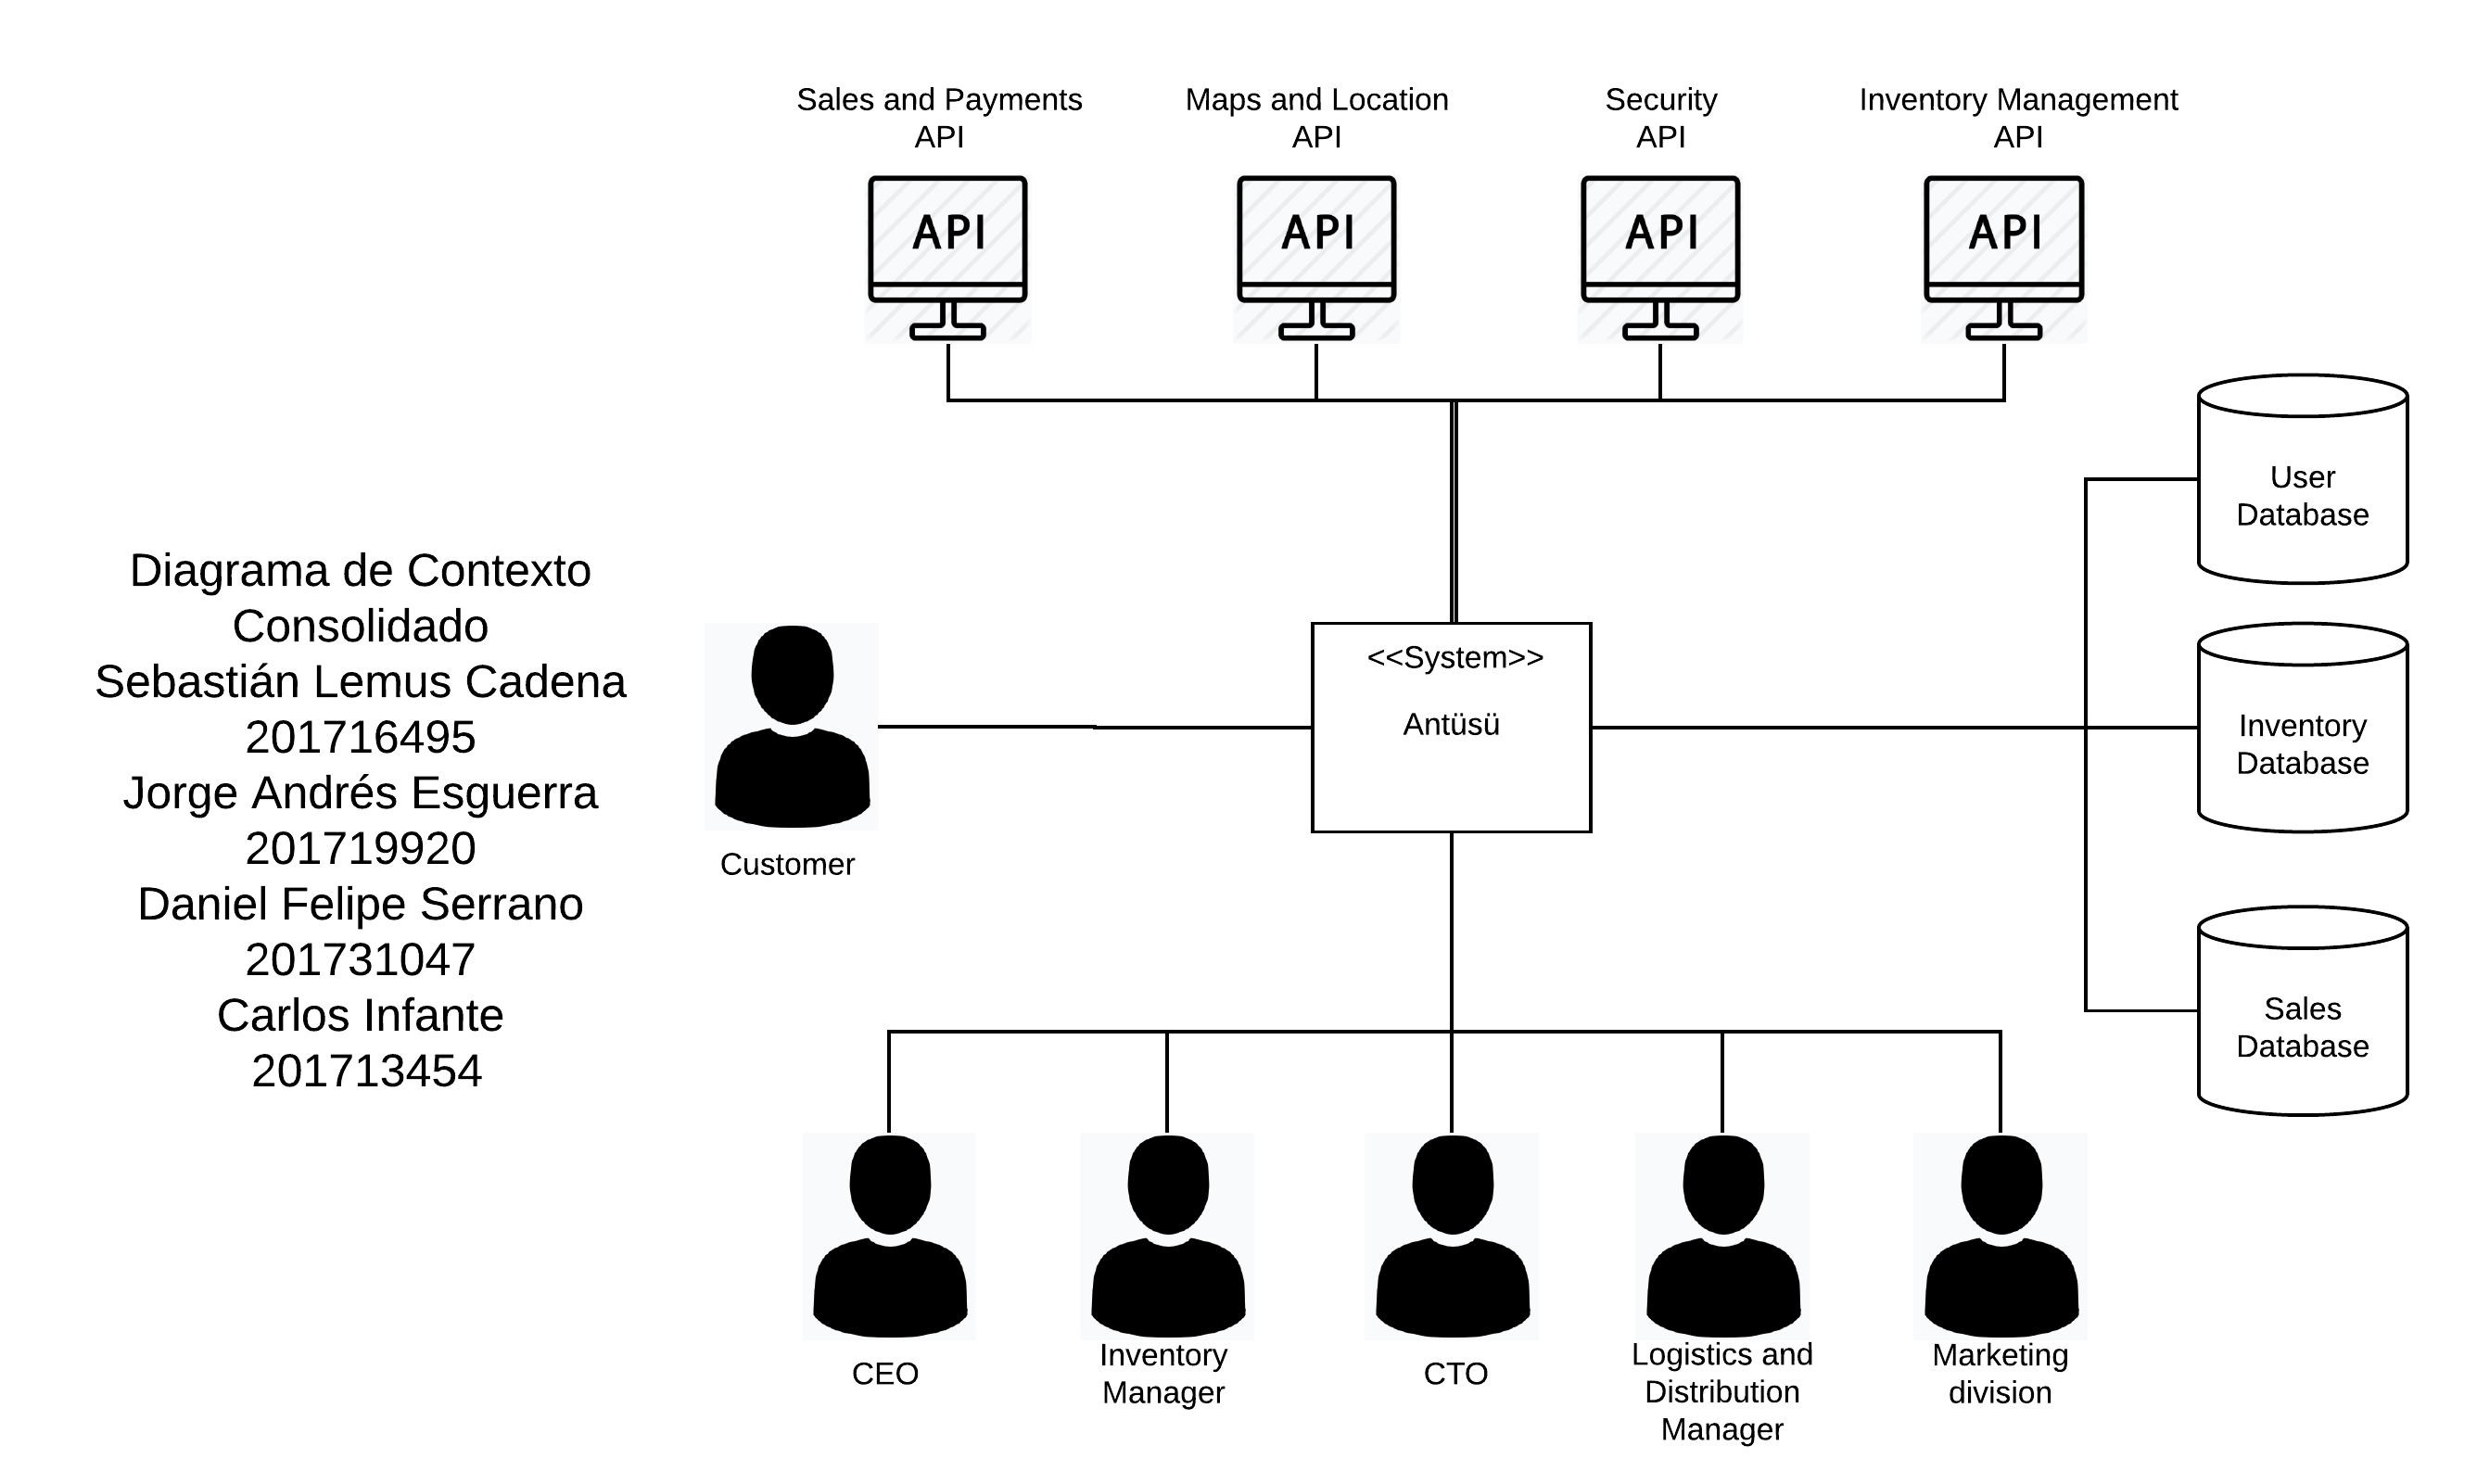 Sales and Payments
API
Maps and Location
API
Security
API
Inventory Management
API
API
API
API
API
User
Database
Diagrama de Contexto
Consolidado
Sebastián Lemus Cadena
201716495
Jorge Andrés Esguerra
201719920
Daniel Felipe Serrano
201731047
Carlos Infante
201713454
Customer
<<System>>
Antüsü
Inventory
Database
Sales
Database
CEO
Inventory
Manager
CTO
Logistics and
Distribution
Manager
Marketing
division